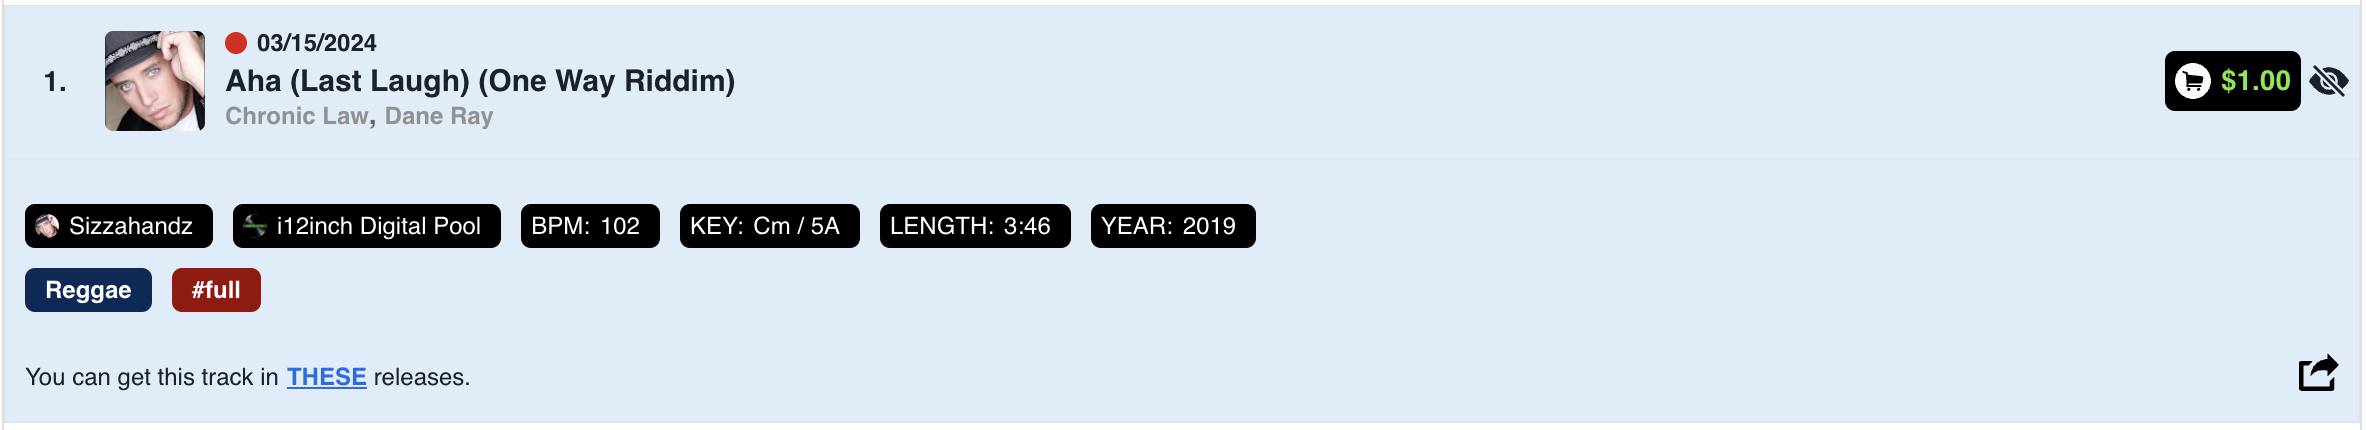 1.
03/15/2024
Aha (Last Laugh) (One Way Riddim)
Chronic Law, Dane Ray
$1.00
Sizzahandz i12inch Digital Pool BPM: 102 KEY: Cm / 5A LENGTH: 3:46 YEAR: 2019
Reggae #full
You can get this track in THESE releases.